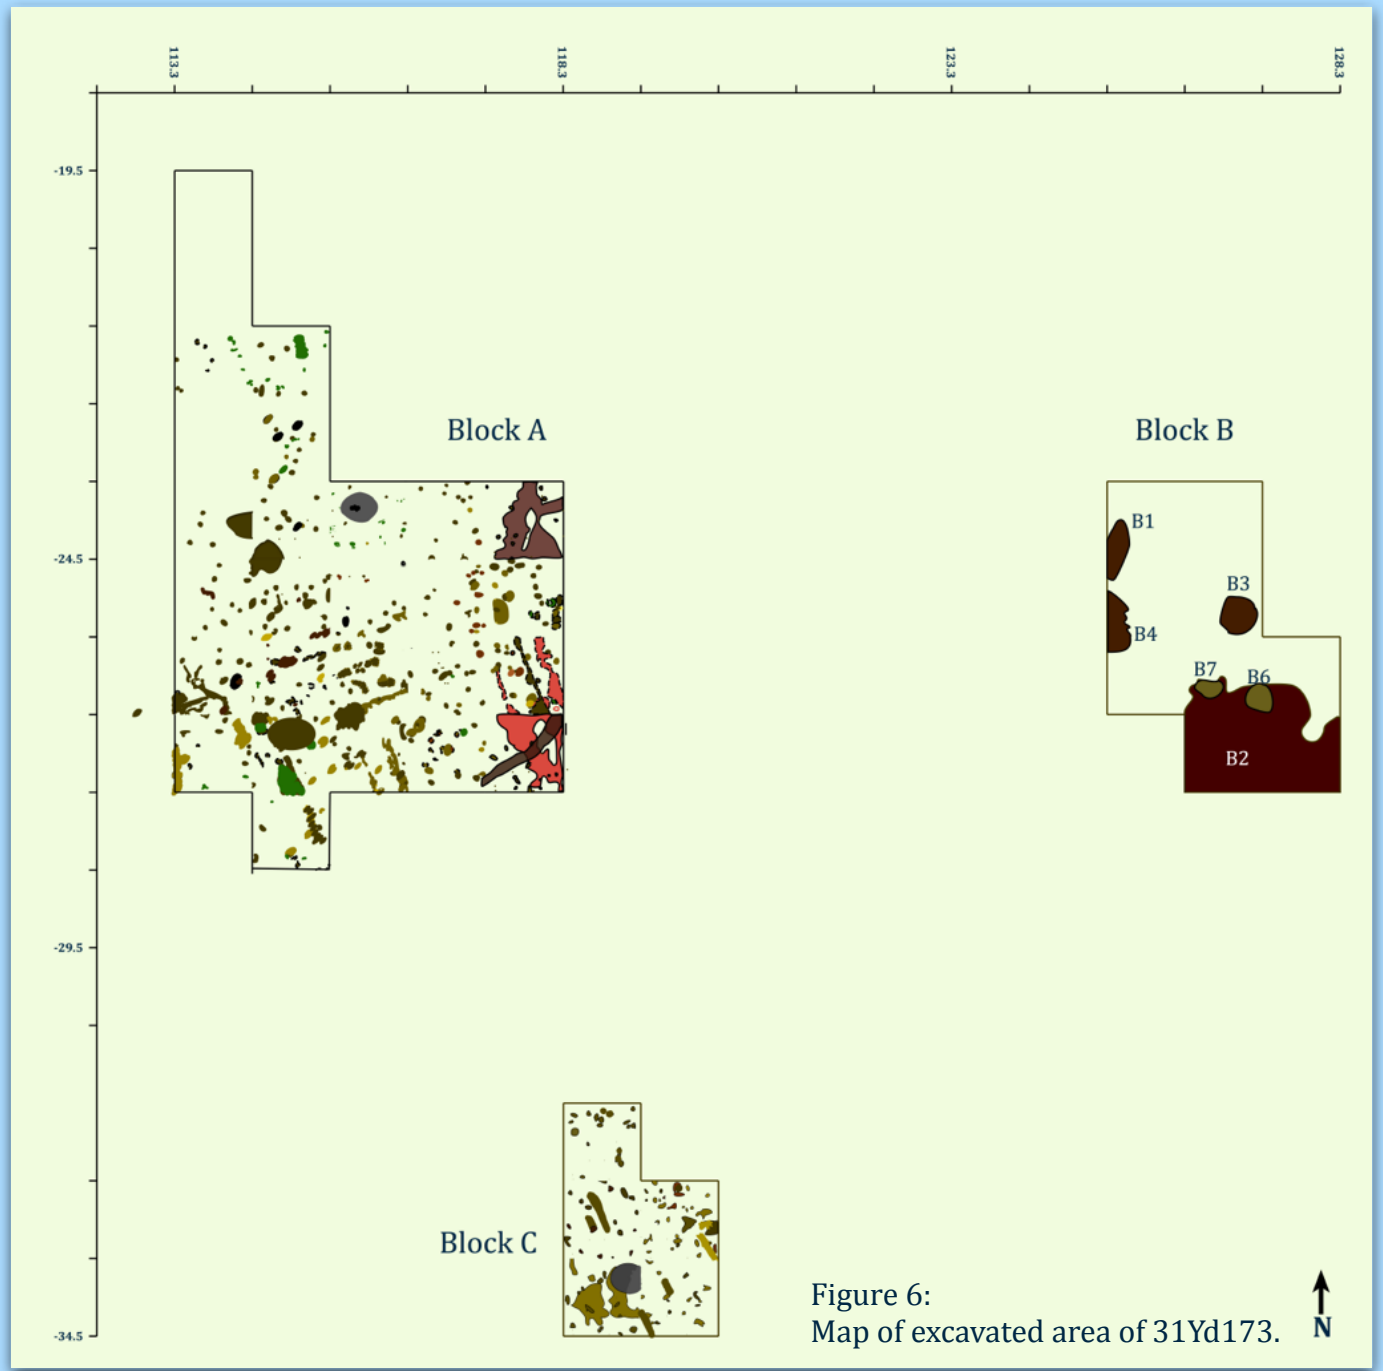 113.3
118.3
123.3
128.3
-19.5
Block A
Block B
B1
-24.5
B3
B4
B7
B6
B2
-29.5
Block C
Figure 6:
Map of excavated area of 31Yd173.
N
-34.5